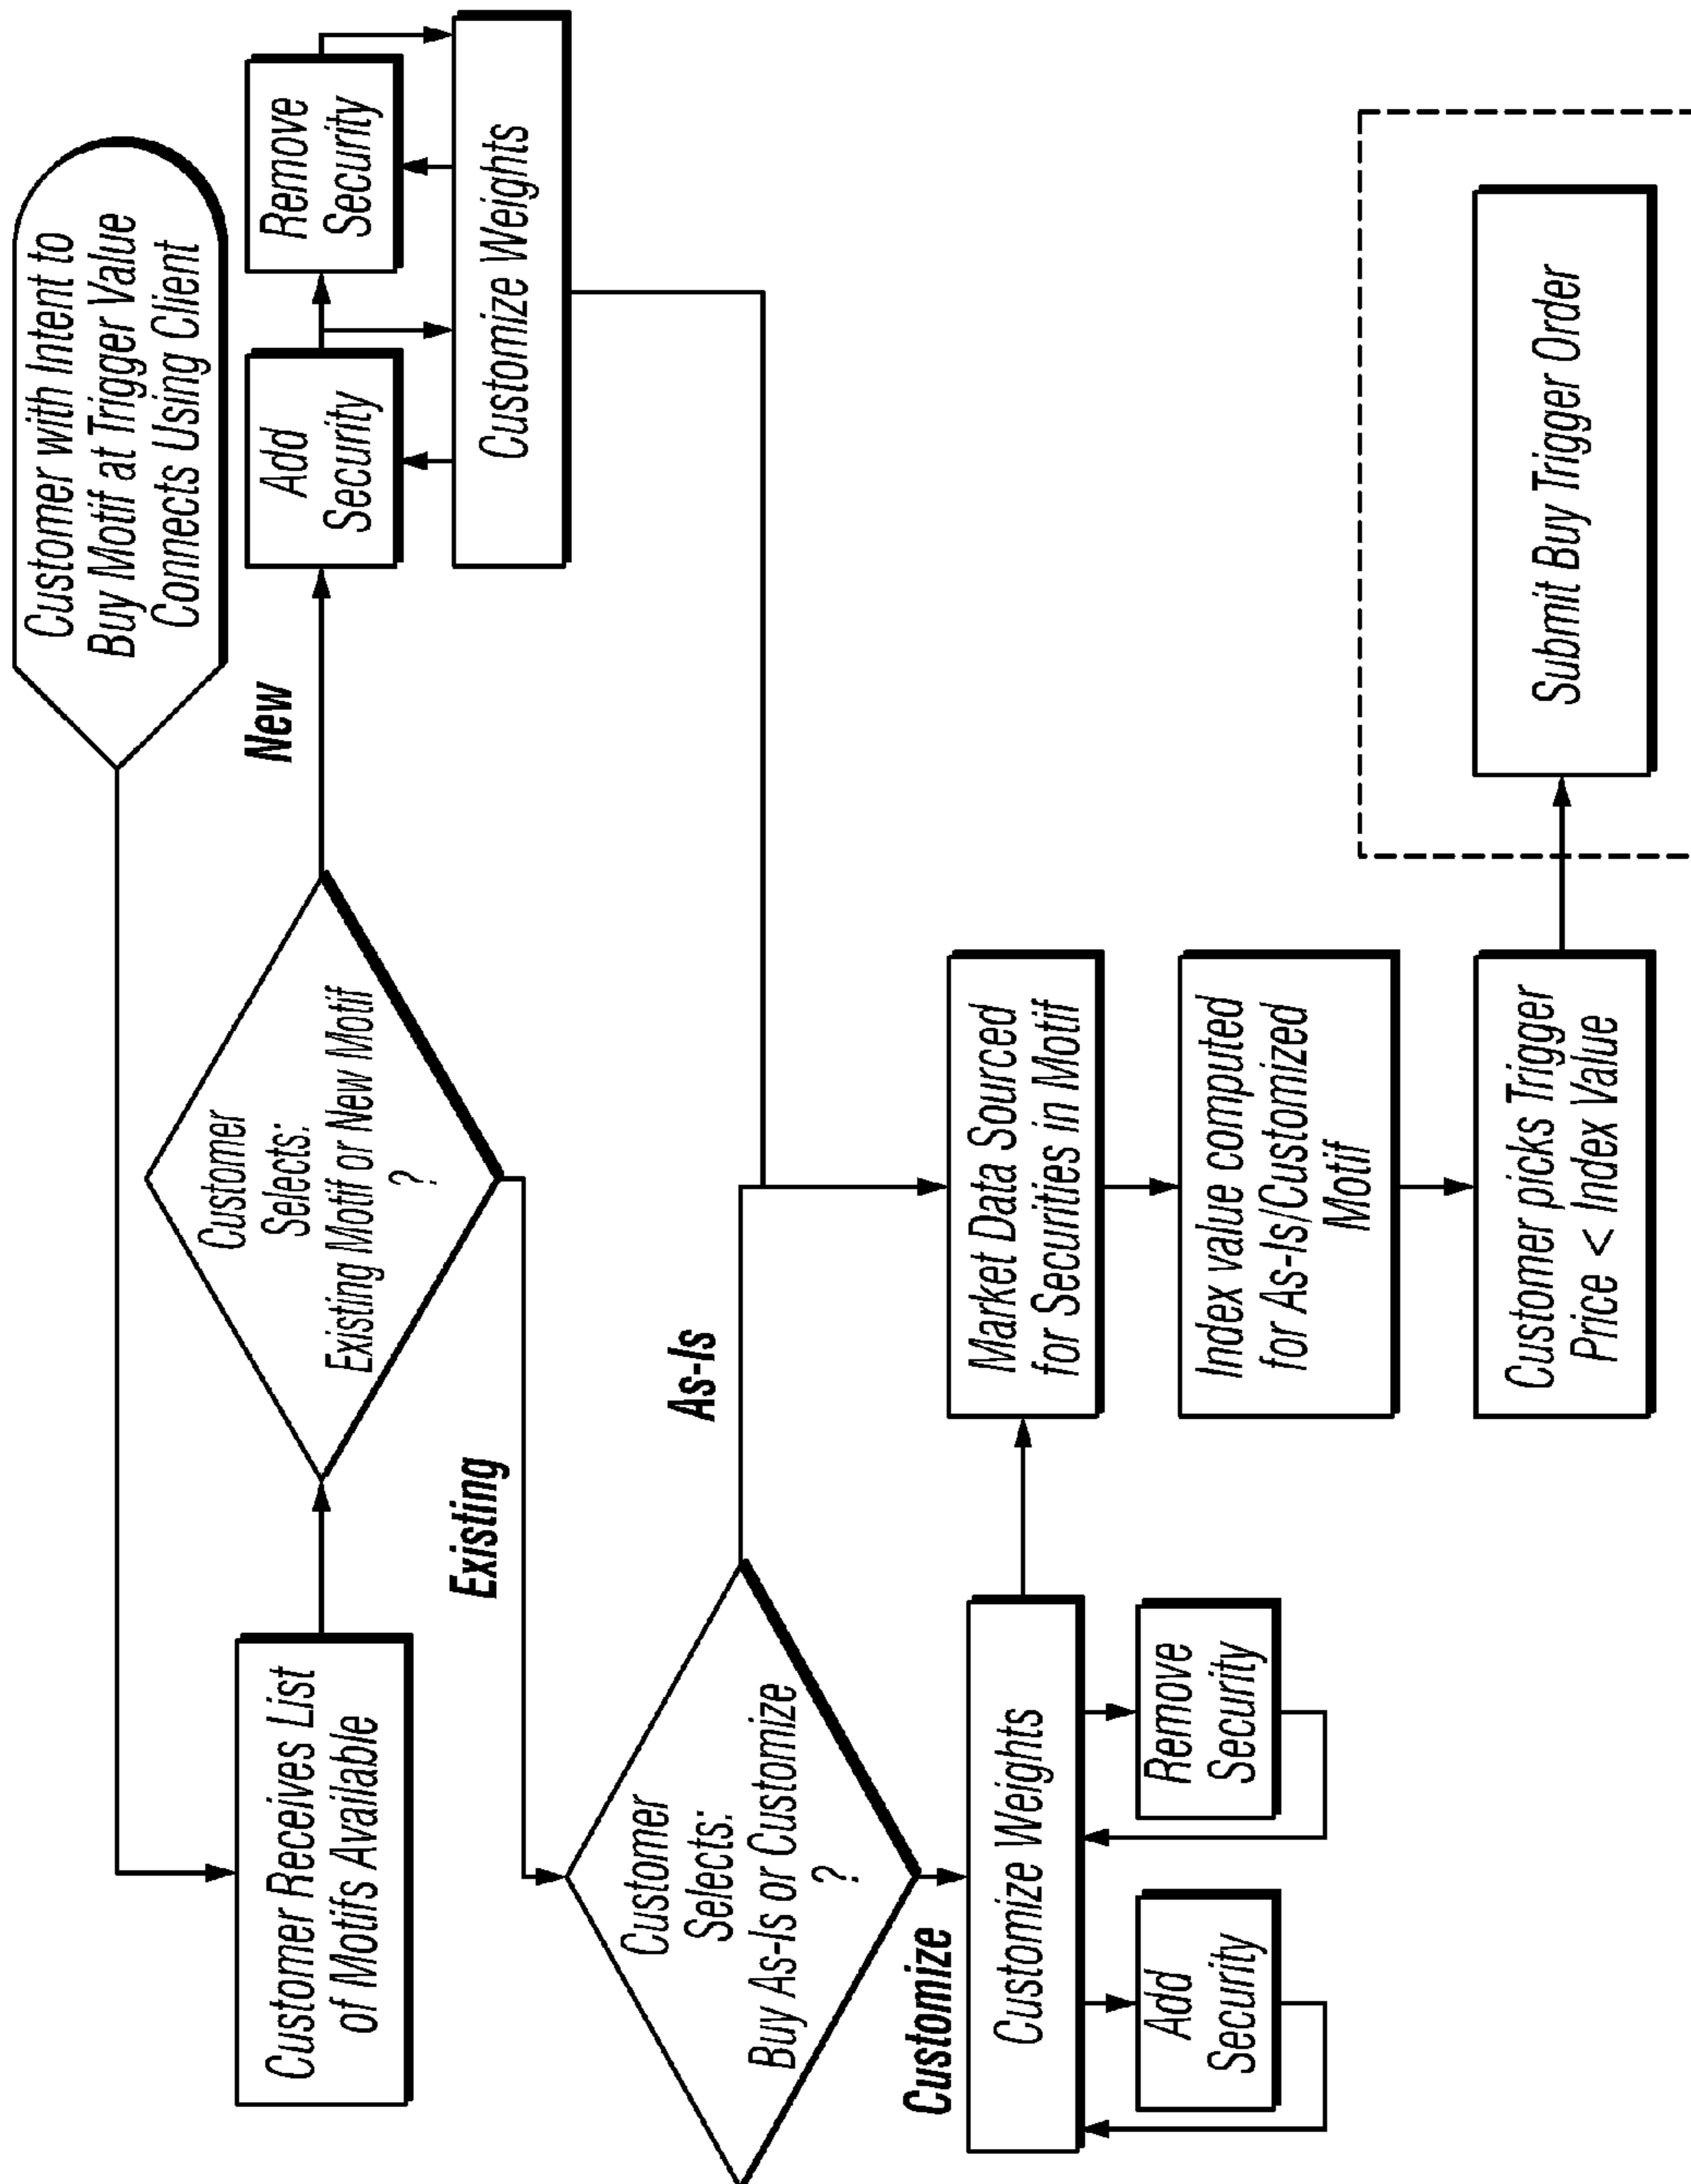 Customer with Intent to
Buy Motif at Trigger Value
Connects Using Client
Customer Receives List
of Motifs Available
Customer
Selects:
Existing Motif or New Motif
?
New
Add
Security
Remove
Security
Customize Weights
Existing
Customer
Selects:
Buy As-Is or Customize
?
As-Is
Customize
Customize Weights
Add
Security
Remove
Security
Market Data Sourced
for Securities in Motif
Index value computed
for As-Is/Customized
Motif
Customer picks Trigger
Price < Index Value
Submit Buy Trigger Order